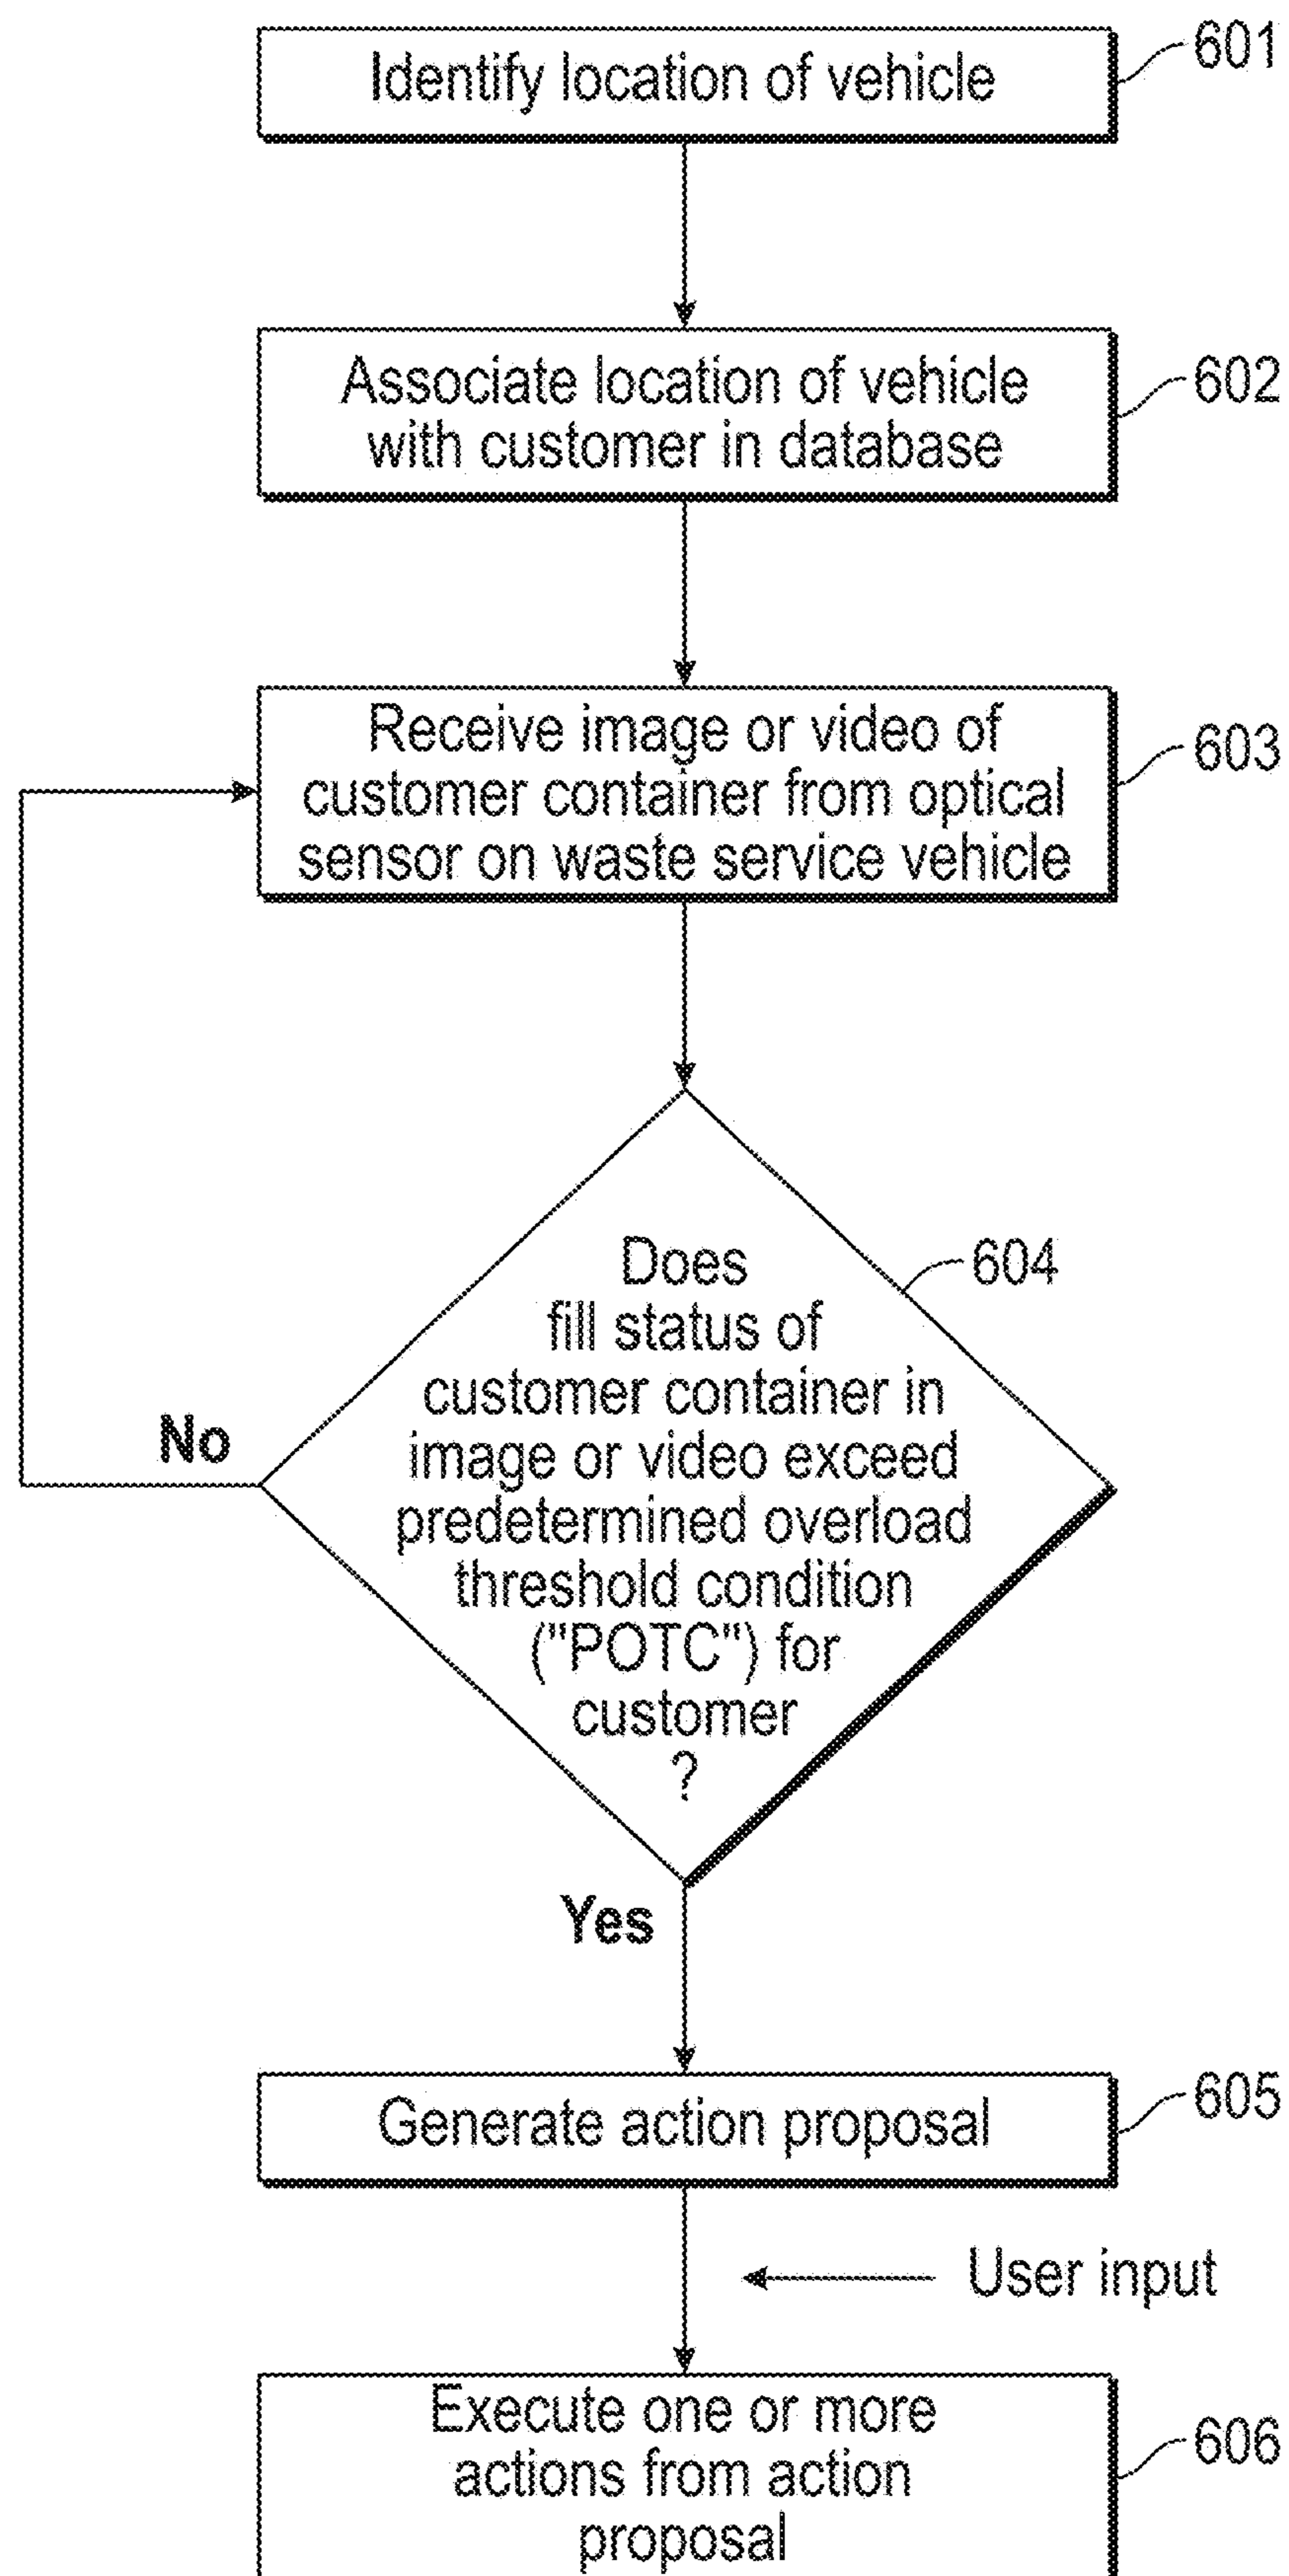 Identify location of vehicle
601
Associate location of vehicle
with customer in database
602
Receive image or video of
customer container from optical
sensor on waste service vehicle
603
Does
fill status of
customer container in
image or video exceed
predetermined overload
threshold condition
("POTC") for
customer
?
604
No
Yes
Generate action proposal
605
User input
Execute one or more
actions from action
proposal
606